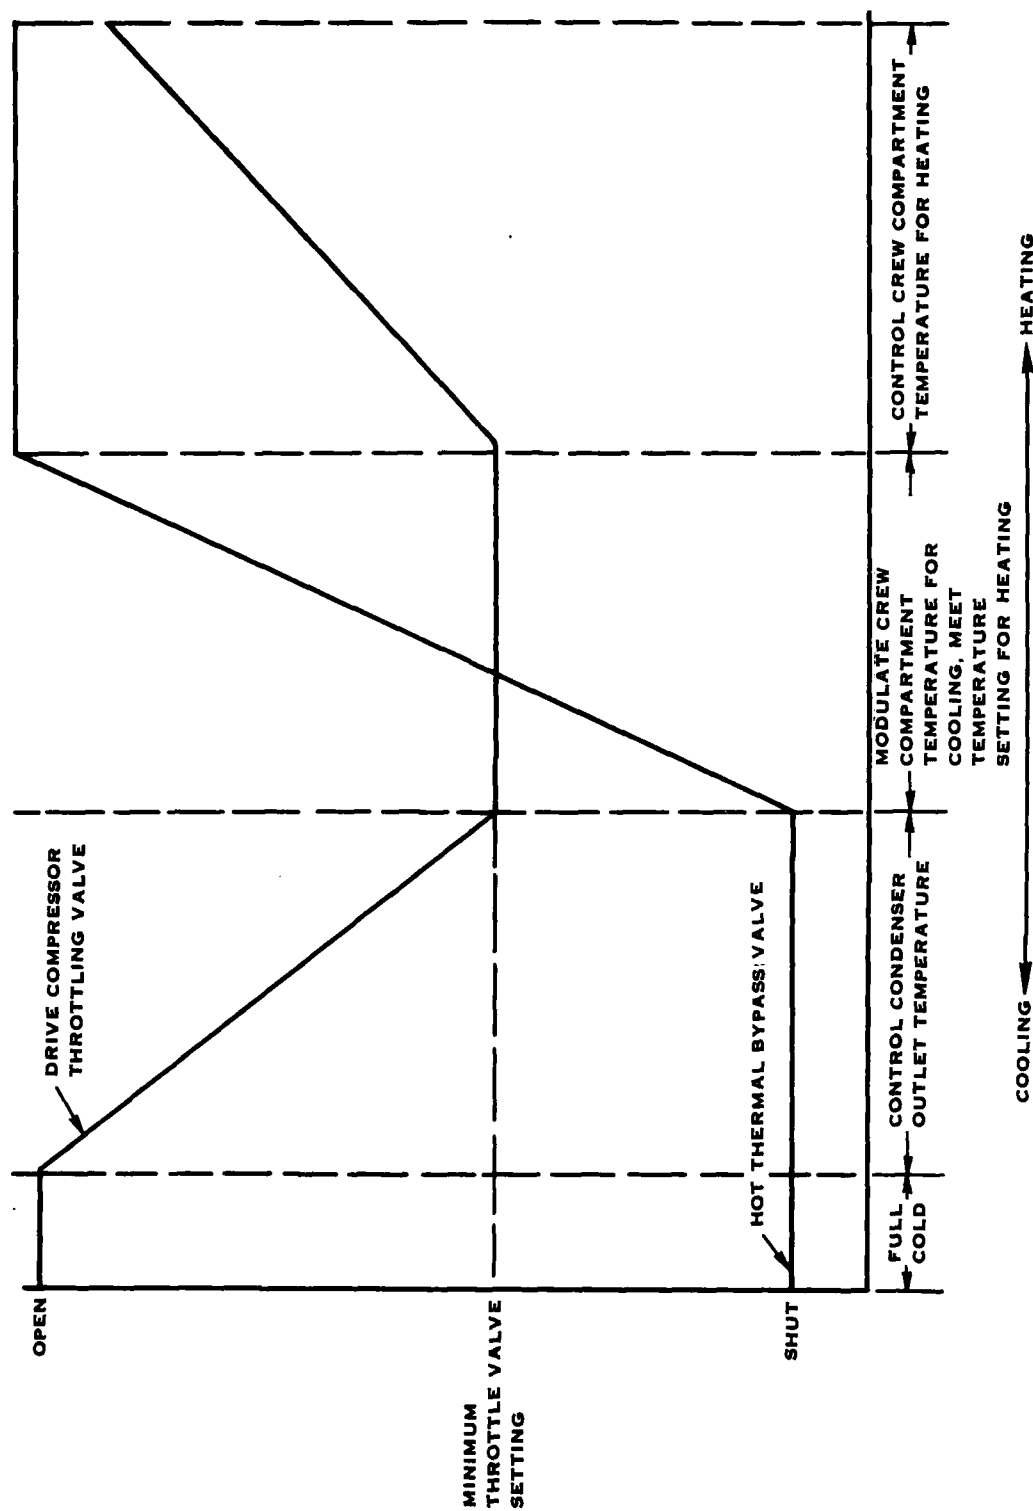 OPEN
MINIMUM
THROTTLE VALVE
SETTING
SHUT
DRIVE COMPRESSOR
THROTTLING VALVE
HOT THERMAL BYPASS VALVE
FULL
COLD
CONTROL CONDENSER
OUTLET TEMPERATURE
MODULATE CREW
COMPARTMENT
TEMPERATURE FOR
COOLING, MEET
TEMPERATURE
SETTING FOR HEATING
CONTROL CREW COMPARTMENT
TEMPERATURE FOR HEATING
COOLING
HEATING